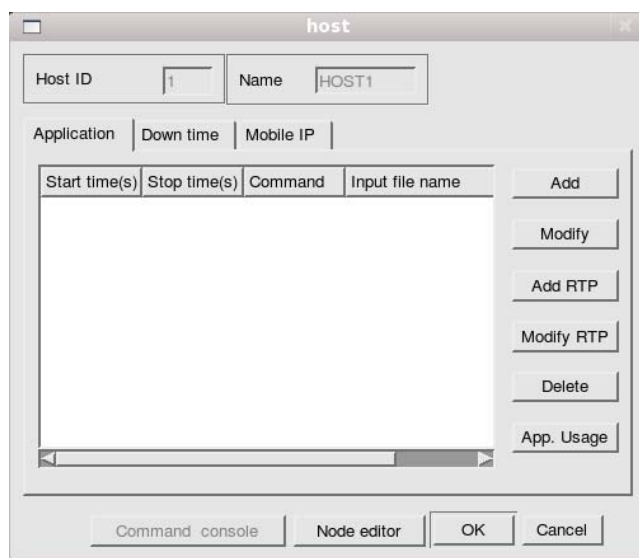 host
Host ID 1 Name HOST1
Application Down time Mobile IP
Start time(s) Stop time(s) Command Input file name
Add
Modify
Add RTP
Modify RTP
Delete
App. Usage
Command console Node editor OK Cancel